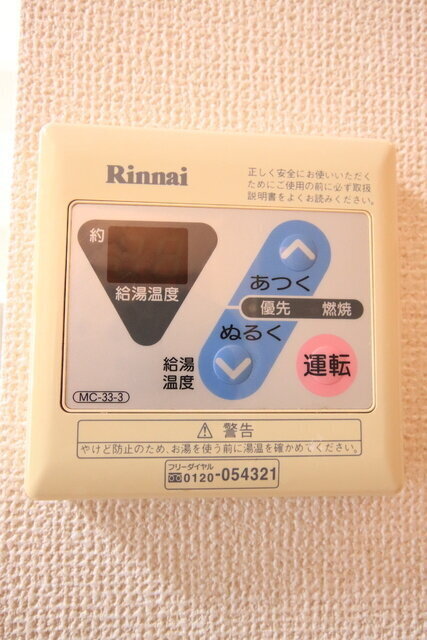 Rinnai
正しく安全にお使いいただく
ためにご使用の前に必ず取扱
説明書をよくお読みください。
約
給湯温度
あつく
優先 燃焼
ぬるく
給湯
温度
運転
MC-33-3
警告
やけど防止のため、お湯を使う前に湯温を確かめてください。
フリーダイヤル
0120-054321